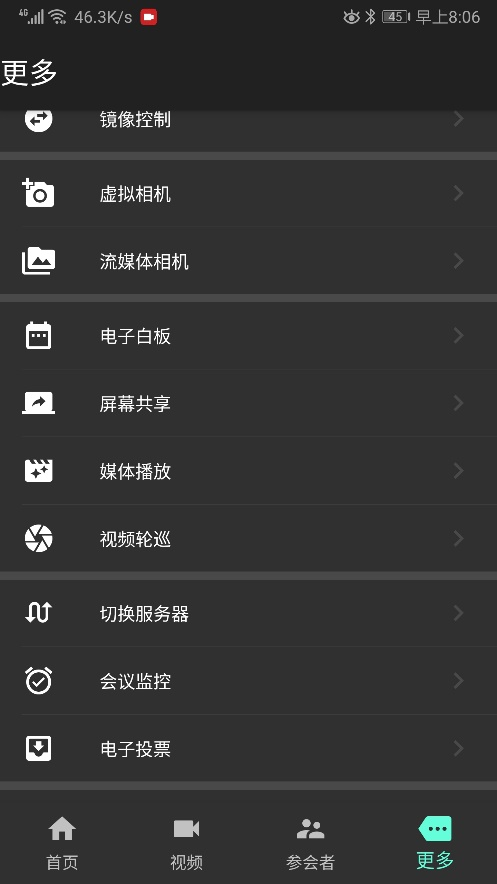 4G 46.3K/s 45 早上8:06
更多
镜像控制
虚拟相机
流媒体相机
电子白板
屏幕共享
媒体播放
视频轮巡
切换服务器
会议监控
电子投票
首页 视频 参会者 更多